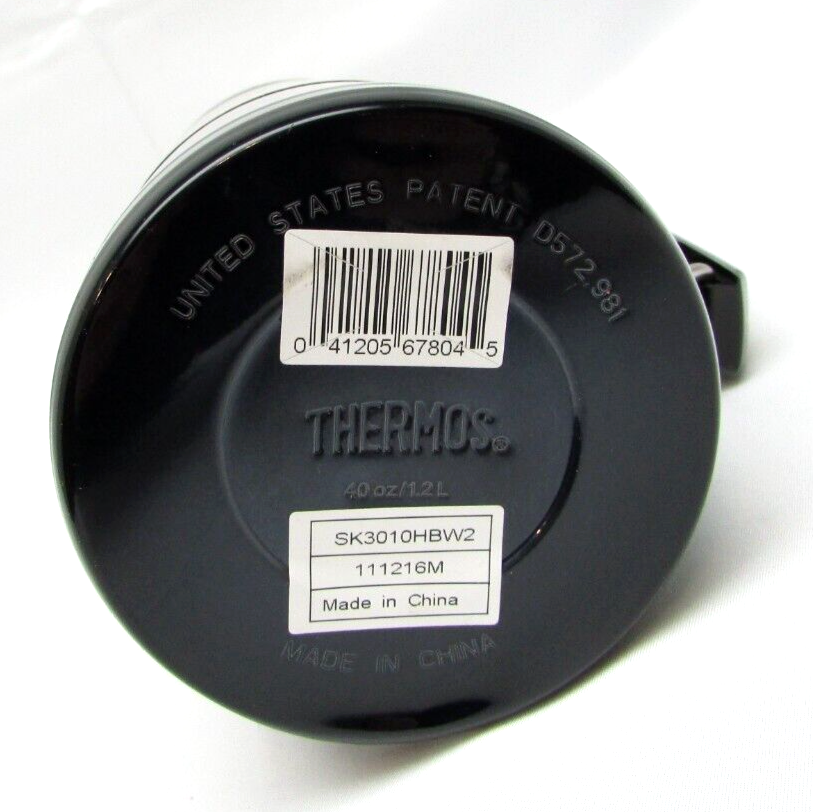 UNITED STATES PATENT D572,981
0 41205 67804 5
THERMOS®
40 oz/1.2 L
SK3010HBW2
111216M
Made in China
MADE IN CHINA